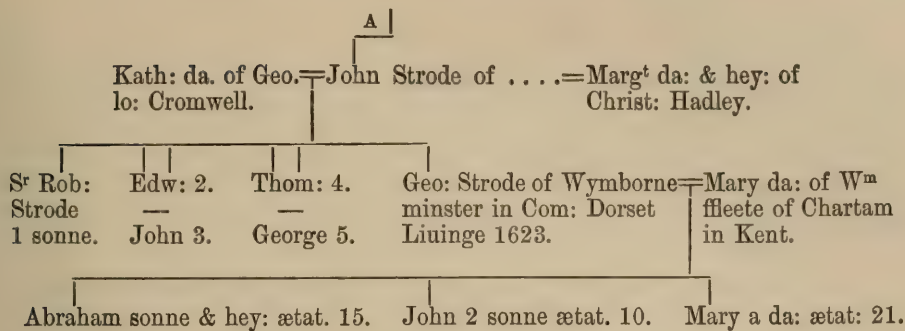 A
Kath: da. of Geo. = John Strode of . . . . = Margᵗ da: & hey: of
lo: Cromwell. Christ: Hadley.
Sʳ Rob: Edw: 2. Thom: 4. Geo: Strode of Wymborne = Mary da: of Wᵐ
Strode — — minster in Com: Dorset ffleete of Chartam
1 sonne. John 3. George 5. Liuinge 1623. in Kent.
Abraham sonne & hey: ætat. 15. John 2 sonne ætat. 10. Mary a da: ætat: 21.